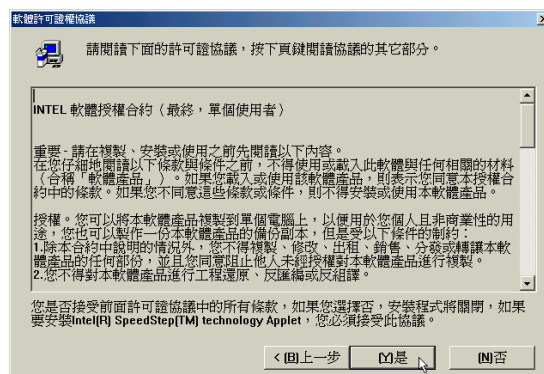 軟體許可證權協議
請閱讀下面的許可證協議，按下頁鍵閱讀協議的其它部分。
INTEL 軟體授權合約（最終，單個使用者）
重要 - 請在複製、安裝或使用之前先閱讀以下內容。
在您仔細地閱讀以下條款與條件之前，不得使用或載入此軟體與任何相關的材料
（合稱「軟體產品」）。如果您載入或使用該軟體產品，則表示您同意本授權合
約中的條款。如果您不同意這些條款或條件，則不得安裝或使用本軟體產品。
授權。您可以將本軟體產品複製到單個電腦上，以便用於您個人且非商業性的用
途，您也可以製作一份本軟體產品的備份副本，但是受以下條件的制約：
1.除本合約中說明的情況外，您不得複製、修改、出租、銷售、分發或轉讓本軟
體產品的任何部份，並且您同意阻止他人未經授權對本軟體產品進行複製。
2.您不得對本軟體產品進行工程還原、反匯編或反組譯。
您是否接受前面許可證協議中的所有條款，如果您選擇否，安裝程式將關閉，如果
要安裝Intel(R) SpeedStep(TM) technology Applet，您必須接受此協議。
< (B)上一步
(Y)是
(N)否